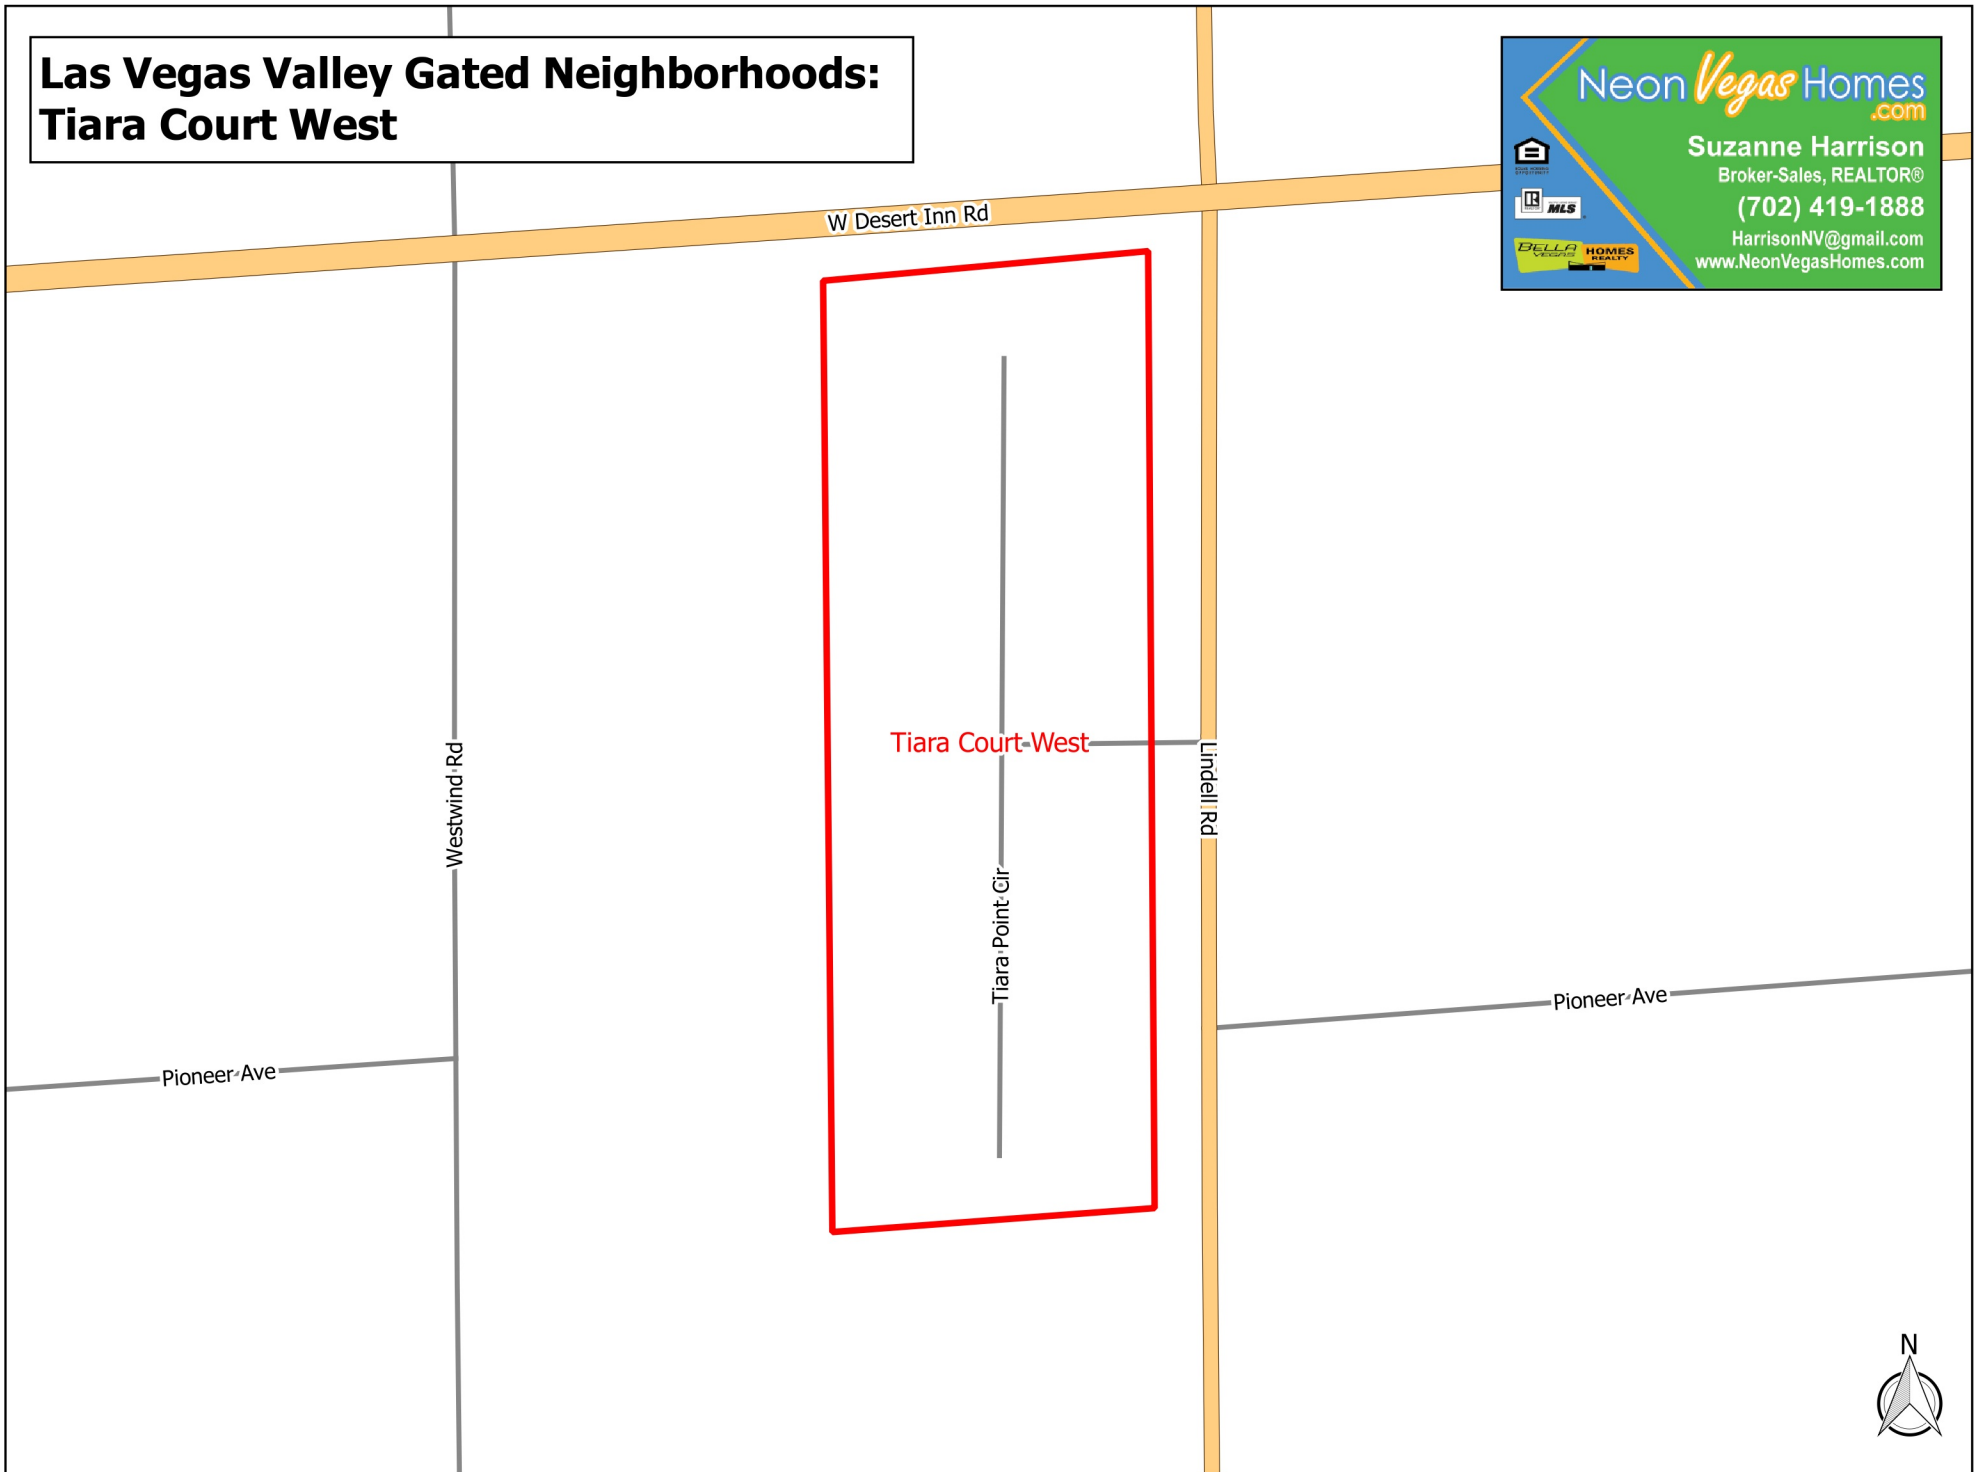 Las Vegas Valley Gated Neighborhoods:
Tiara Court West
Neon Vegas Homes
.com
Suzanne Harrison
Broker-Sales, REALTOR®
(702) 419-1888
HarrisonNV@gmail.com
www.NeonVegasHomes.com
R
MLS
BELLA
VEGAS
HOMES
REALTY
W Desert Inn Rd
Westwind Rd
Tiara Court West
Lindell Rd
Tiara Point Cir
Pioneer Ave
Pioneer Ave
N